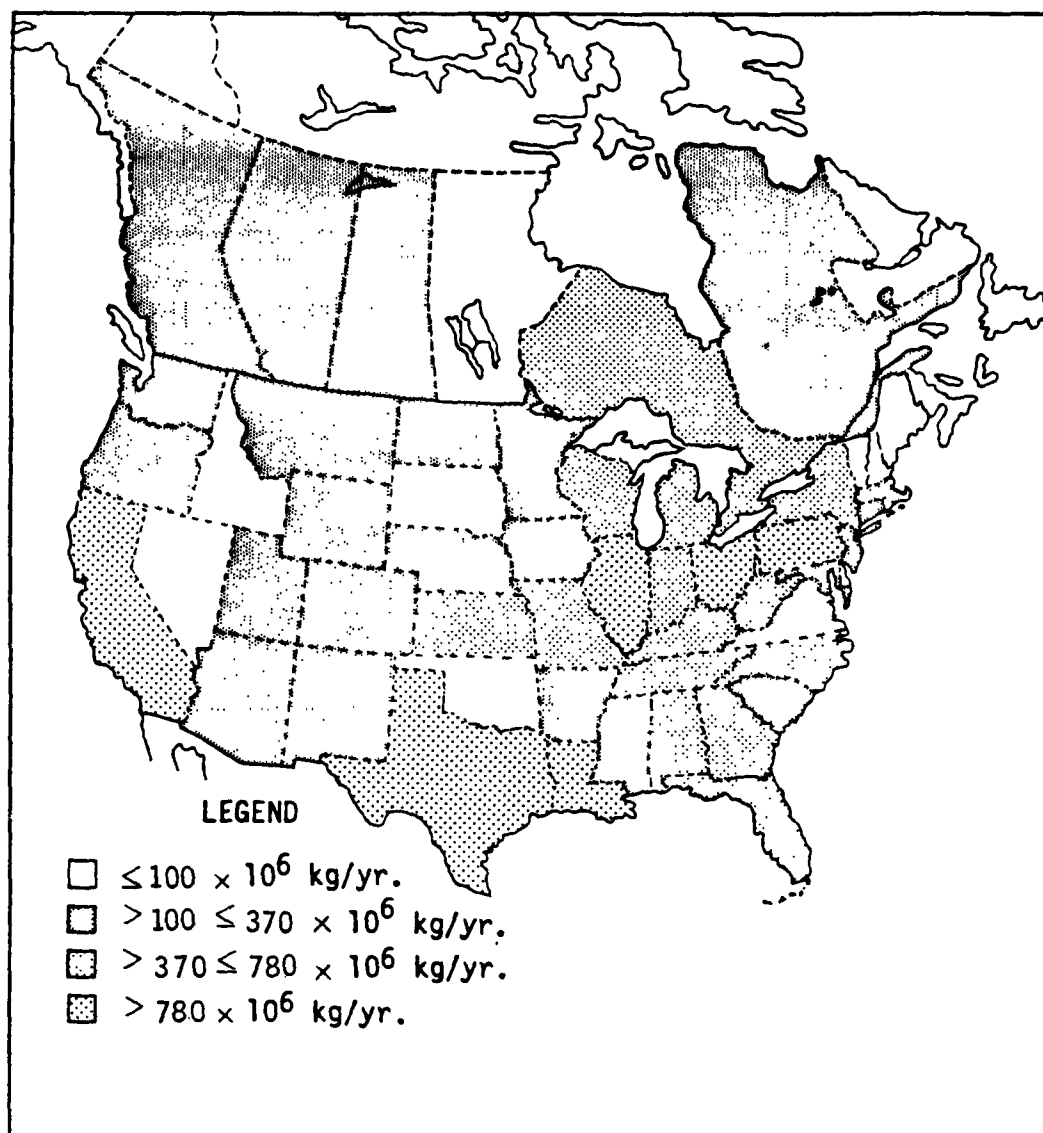 LEGEND
≤100 × 10⁶ kg/yr.
>100 ≤ 370 × 10⁶ kg/yr.
>370 ≤ 780 × 10⁶ kg/yr.
>780 × 10⁶ kg/yr.